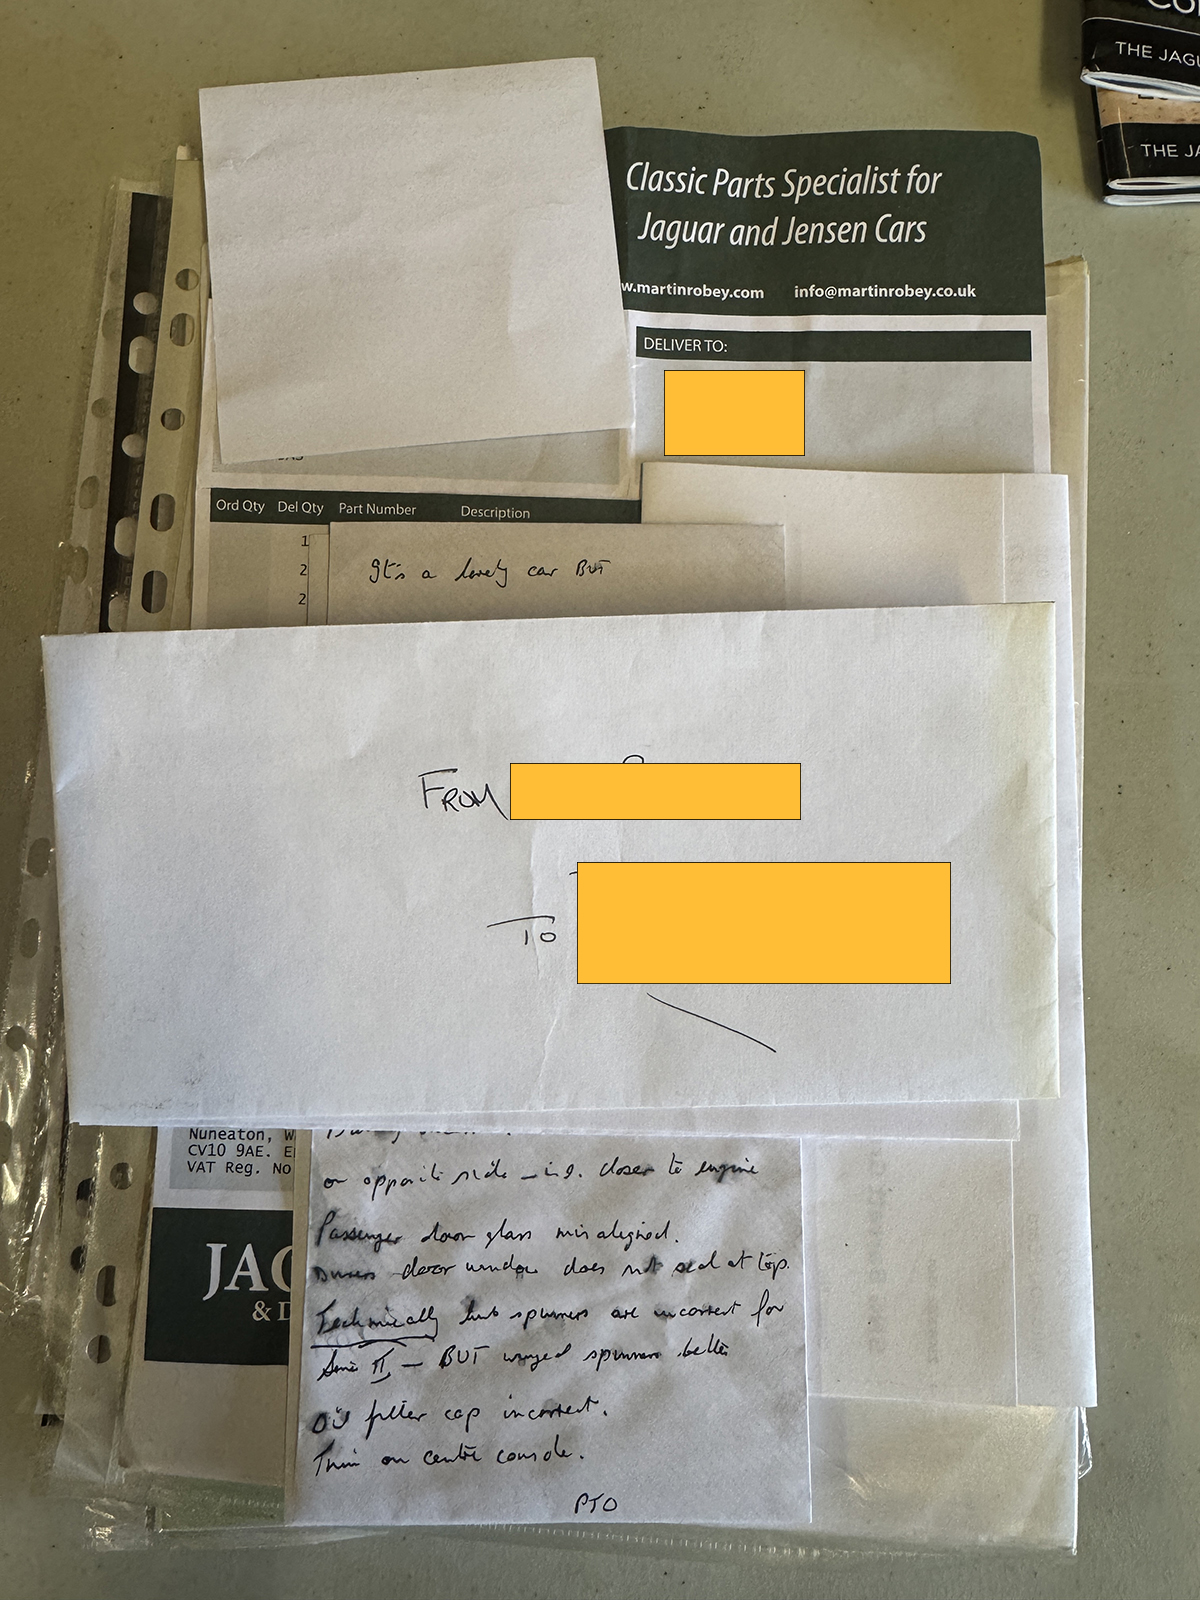 COM
THE JAGU
THE JA
Classic Parts Specialist for
Jaguar and Jensen Cars
w.martinrobey.com info@martinrobey.co.uk
DELIVER TO:
Ord Qty Del Qty Part Number Description
1
2
2
It's a lovely car BUT
FROM
TO
Nuneaton, W
CV10 9AE. E
VAT Reg. No
on opposite side – i.e. closer to engine
Passenger door glass misaligned.
Drivers door window does not seal at top.
Technically hub spinners are incorrect for
Series II, – BUT winged spinners better
Oil filler cap incorrect.
Trim on centre console.
PTO
JAG
& D